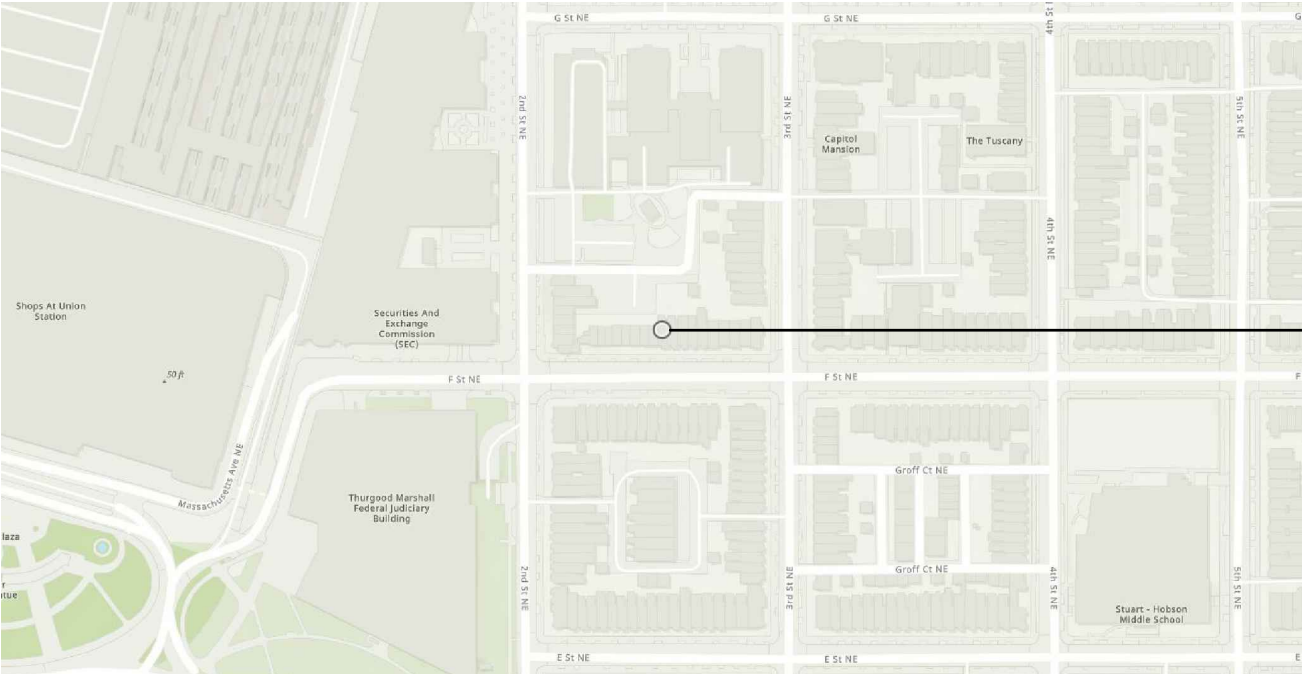 G St NE
G St NE
4th St
G
2nd St NE
3rd St NE
5th St NE
Capitol
Mansion
The Tuscany
4th St NE
Shops At Union
Station
Securities And
Exchange
Commission
(SEC)
50 ft
F St NE
F St NE
F
Massachusetts Ave NE
Groff Ct NE
Thurgood Marshall
Federal Judiciary
Building
laza
r
atue
2nd St NE
3rd St NE
Groff Ct NE
4th St NE
5th St NE
Stuart - Hobson
Middle School
E St NE
E St NE
E